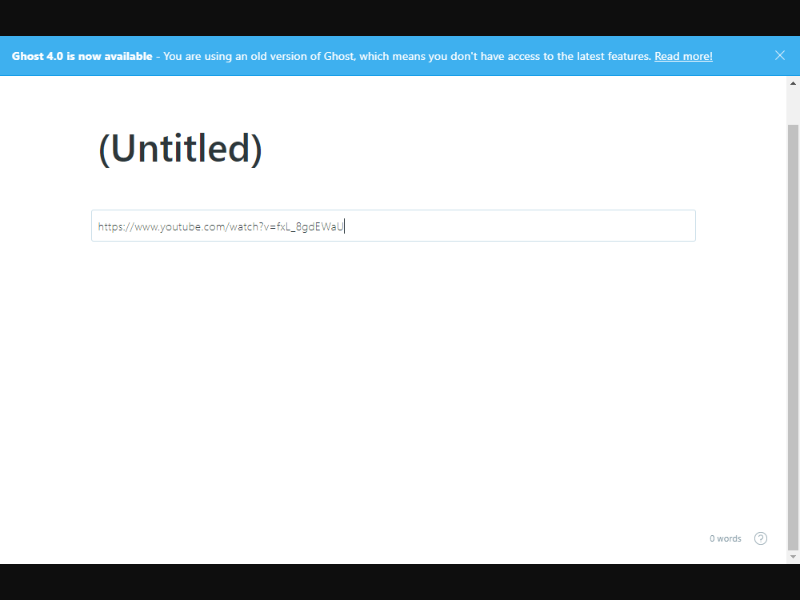 Ghost 4.0 is now available - You are using an old version of Ghost, which means you don't have access to the latest features. Read more!
(Untitled)
https://www.youtube.com/watch?v=fxL_8gdEWaU
0 words
?